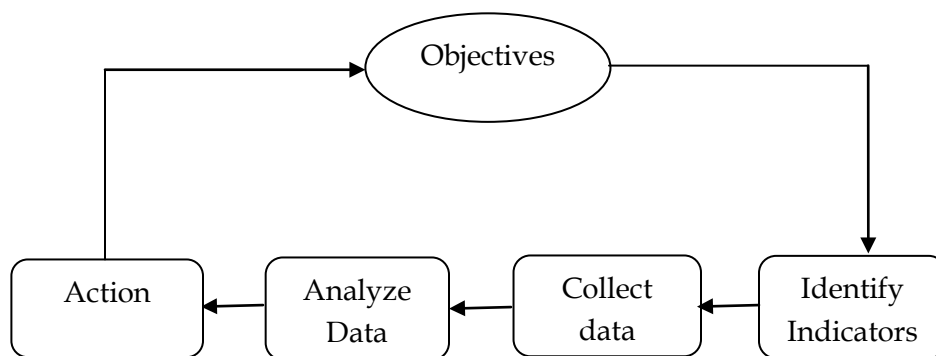 Objectives
Action
Analyze
Data
Collect
data
Identify
Indicators